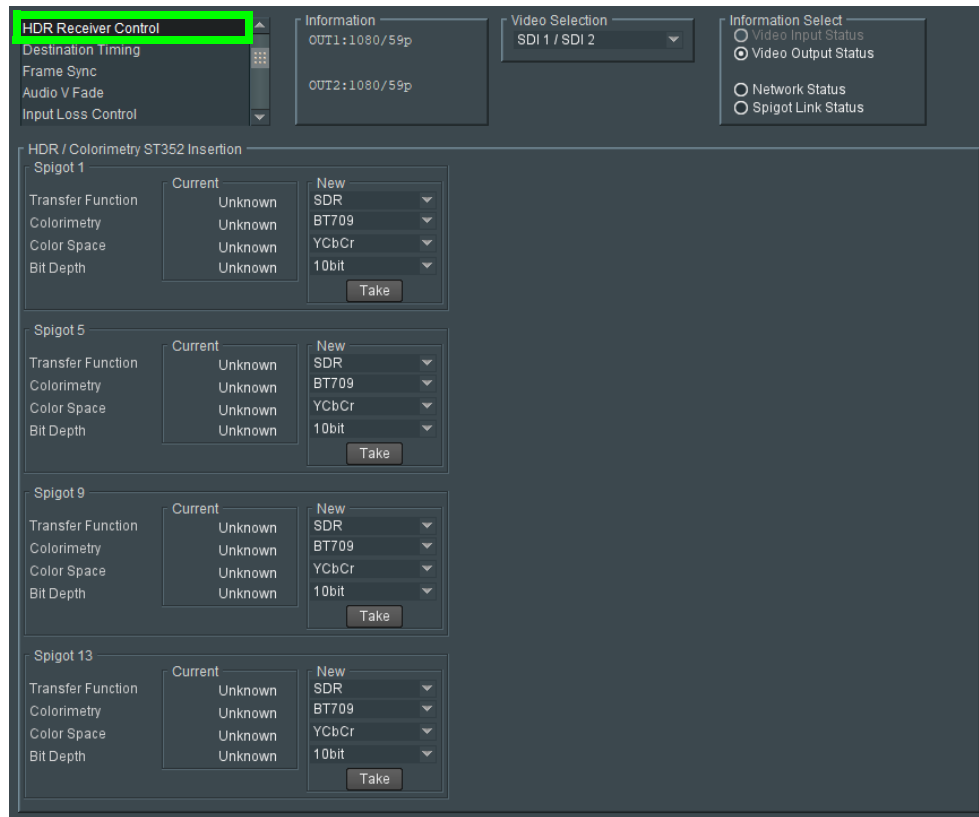 HDR Receiver Control
Destination Timing
Frame Sync
Audio V Fade
Input Loss Control
Information
OUT1:1080/59p
OUT2:1080/59p
Video Selection
SDI 1 / SDI 2
Information Select
Video Input Status
Video Output Status
Network Status
Spigot Link Status
HDR / Colorimetry ST352 Insertion
Spigot 1
Current New
Transfer Function Unknown SDR
Colorimetry Unknown BT709
Color Space Unknown YCbCr
Bit Depth Unknown 10bit
Take
Spigot 5
Current New
Transfer Function Unknown SDR
Colorimetry Unknown BT709
Color Space Unknown YCbCr
Bit Depth Unknown 10bit
Take
Spigot 9
Current New
Transfer Function Unknown SDR
Colorimetry Unknown BT709
Color Space Unknown YCbCr
Bit Depth Unknown 10bit
Take
Spigot 13
Current New
Transfer Function Unknown SDR
Colorimetry Unknown BT709
Color Space Unknown YCbCr
Bit Depth Unknown 10bit
Take